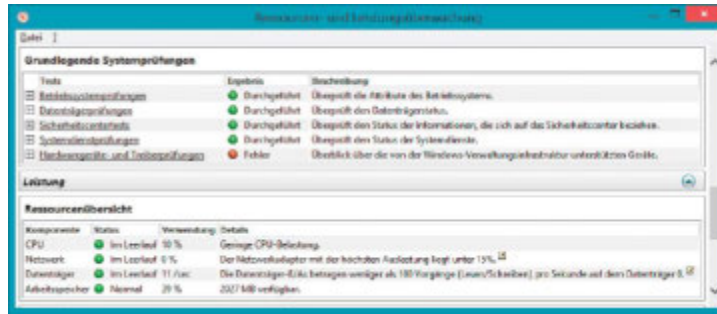 Ressourcen- und Leistungsüberwachung
Datei
Grundlegende Systemprüfungen
Tests Ergebnis Beschreibung
Betriebssystemprüfungen Durchgeführt Überprüft die Attribute des Betriebssystems.
Datenträgerprüfungen Durchgeführt Überprüft den Datenträgerstatus.
Sicherheitscentertests Durchgeführt Überprüft den Status der Informationen, die sich auf das Sicherheitscenter beziehen.
Systemdienstprüfungen Durchgeführt Überprüft den Status der Systemdienste.
Hardwaregeräte- und Treiberprüfungen Fehler Überblick über die von der Windows-Verwaltungsinfrastruktur unterstützten Geräte.
Leistung
Ressourcenübersicht
Komponente Status Verwendung Details
CPU Im Leerlauf 10 % Geringe CPU-Belastung.
Netzwerk Im Leerlauf 0 % Der Netzwerkadapter mit der höchsten Auslastung liegt unter 15%.
Datenträger Im Leerlauf 11 /sec Die Datenträger-E/As betragen weniger als 100 Vorgänge (Lesen/Schreiben) pro Sekunde auf dem Datenträger 0.
Arbeitsspeicher Normal % 2027 MB verfügbar.